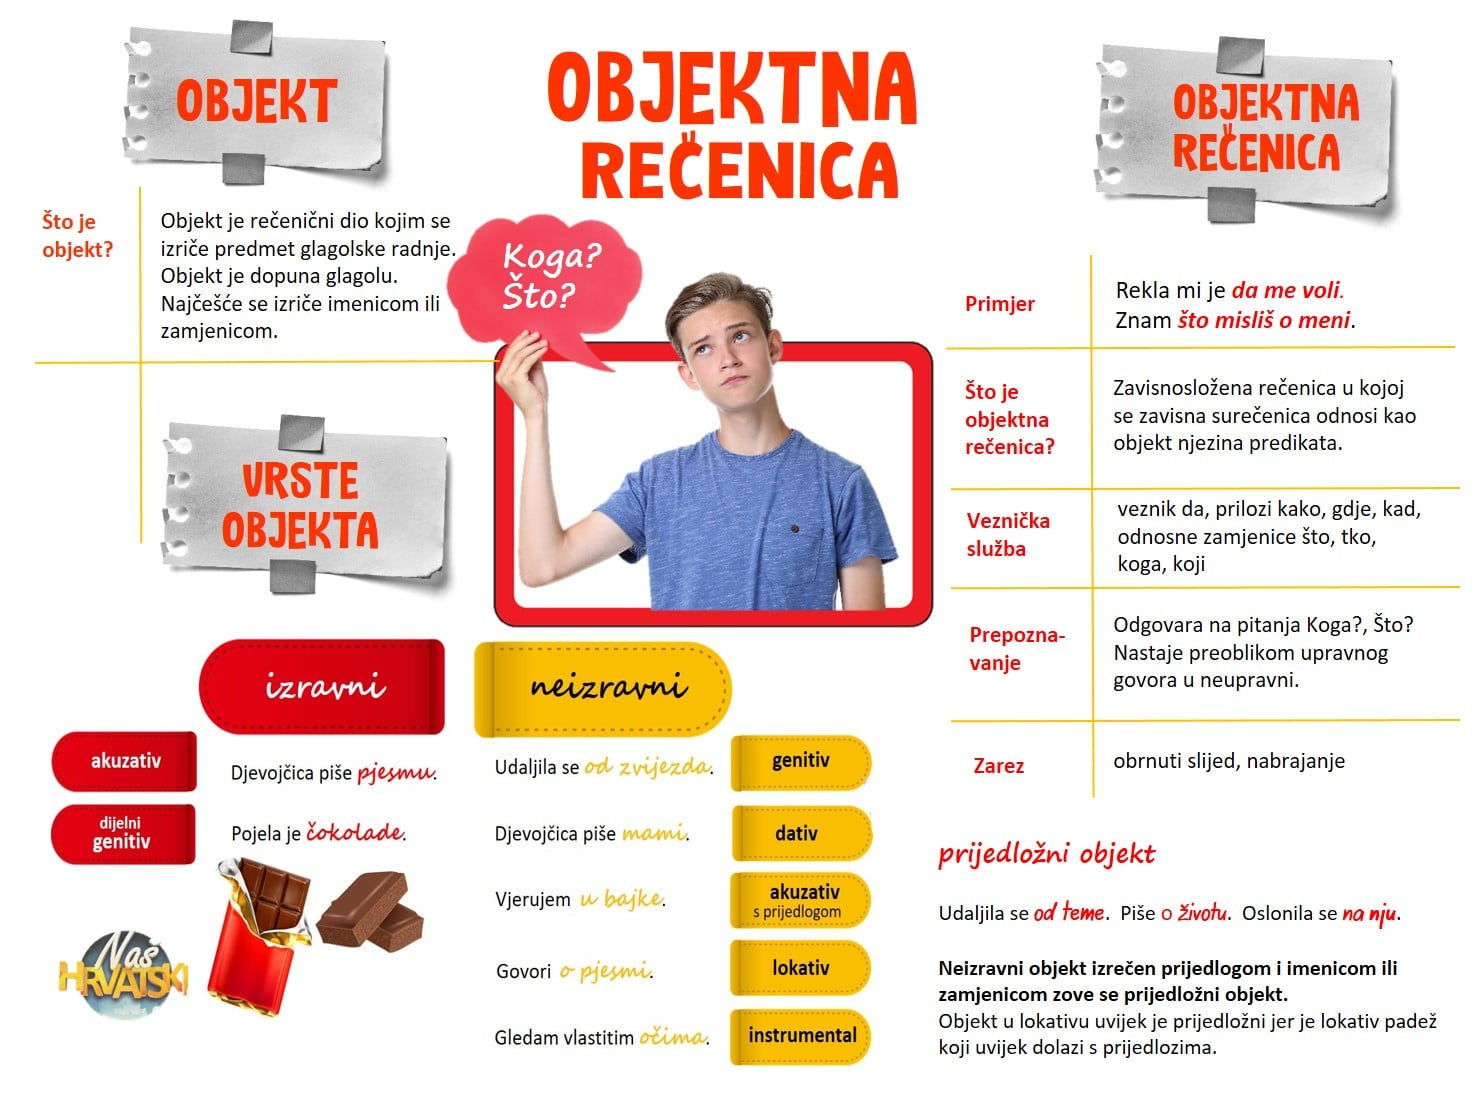 OBJEKT
Što je
objekt?
Objekt je rečenični dio kojim se
izriče predmet glagolske radnje.
Objekt je dopuna glagolu.
Najčešće se izriče imenicom ili
zamjenicom.
OBJEKTNA
REČENICA
Koga?
Što?
VRSTE
OBJEKTA
izravni
akuzativ
Djevojčica piše pjesmu.
dijelni
genitiv
Pojela je čokolade.
neizravni
Udaljila se od zvijezda.
genitiv
Djevojčica piše mami.
dativ
Vjerujem u bajke.
akuzativ
s prijedlogom
Govori o pjesmi.
lokativ
Gledam vlastitim očima.
instrumental
Naš
HRVATSKI
OBJEKTNA
REČENICA
Primjer
Rekla mi je da me voli.
Znam što misliš o meni.
Što je
objektna
rečenica?
Zavisnosložena rečenica u kojoj
se zavisna surečenica odnosi kao
objekt njezina predikata.
Veznička
služba
veznik da, prilozi kako, gdje, kad,
odnosne zamjenice što, tko,
koga, koji
Prepozna-
vanje
Odgovara na pitanja Koga?, Što?
Nastaje preoblikom upravnog
govora u neupravni.
Zarez
obrnuti slijed, nabrajanje
prijedložni objekt
Udaljila se od teme. Piše o životu. Oslonila se na nju.
Neizravni objekt izrečen prijedlogom i imenicom ili
zamjenicom zove se prijedložni objekt.
Objekt u lokativu uvijek je prijedložni jer je lokativ padež
koji uvijek dolazi s prijedlozima.